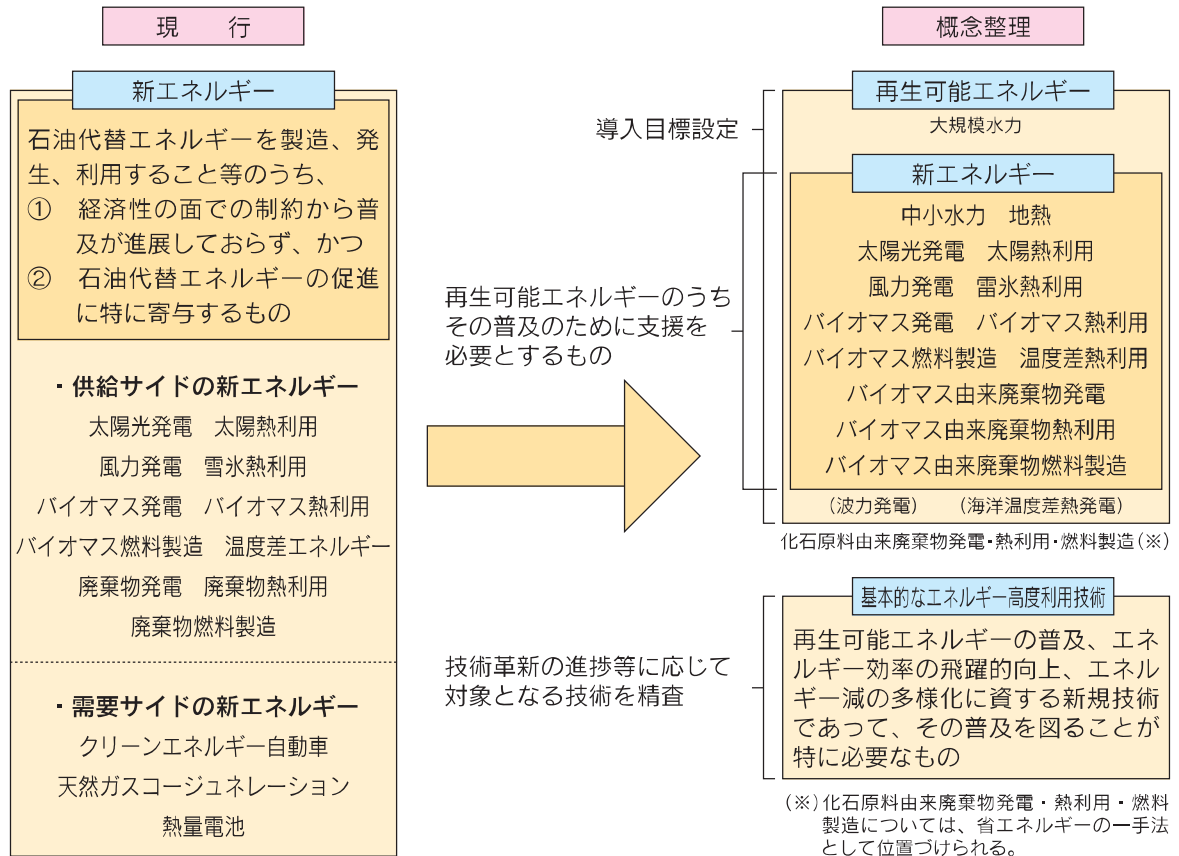 現　行
新エネルギー
石油代替エネルギーを製造、発
生、利用すること等のうち、
①　経済性の面での制約から普
及が進展しておらず、かつ
②　石油代替エネルギーの促進
に特に寄与するもの
・供給サイドの新エネルギー
太陽光発電　太陽熱利用
風力発電　雪氷熱利用
バイオマス発電　バイオマス熱利用
バイオマス燃料製造　温度差エネルギー
廃棄物発電　廃棄物熱利用
廃棄物燃料製造
・需要サイドの新エネルギー
クリーンエネルギー自動車
天然ガスコージュネレーション
熱量電池
導入目標設定
再生可能エネルギーのうち
その普及のために支援を
必要とするもの
技術革新の進捗等に応じて
対象となる技術を精査
概念整理
再生可能エネルギー
大規模水力
新エネルギー
中小水力　地熱
太陽光発電　太陽熱利用
風力発電　雪氷熱利用
バイオマス発電　バイオマス熱利用
バイオマス燃料製造　温度差熱利用
バイオマス由来廃棄物発電
バイオマス由来廃棄物熱利用
バイオマス由来廃棄物燃料製造
（波力発電）　（海洋温度差熱発電）
化石原料由来廃棄物発電・熱利用・燃料製造（※）
基本的なエネルギー高度利用技術
再生可能エネルギーの普及、エネ
ルギー効率の飛躍的向上、エネル
ギー減の多様化に資する新規技術
であって、その普及を図ることが
特に必要なもの
（※）化石原料由来廃棄物発電・熱利用・燃料
製造については、省エネルギーの一手法
として位置づけられる。